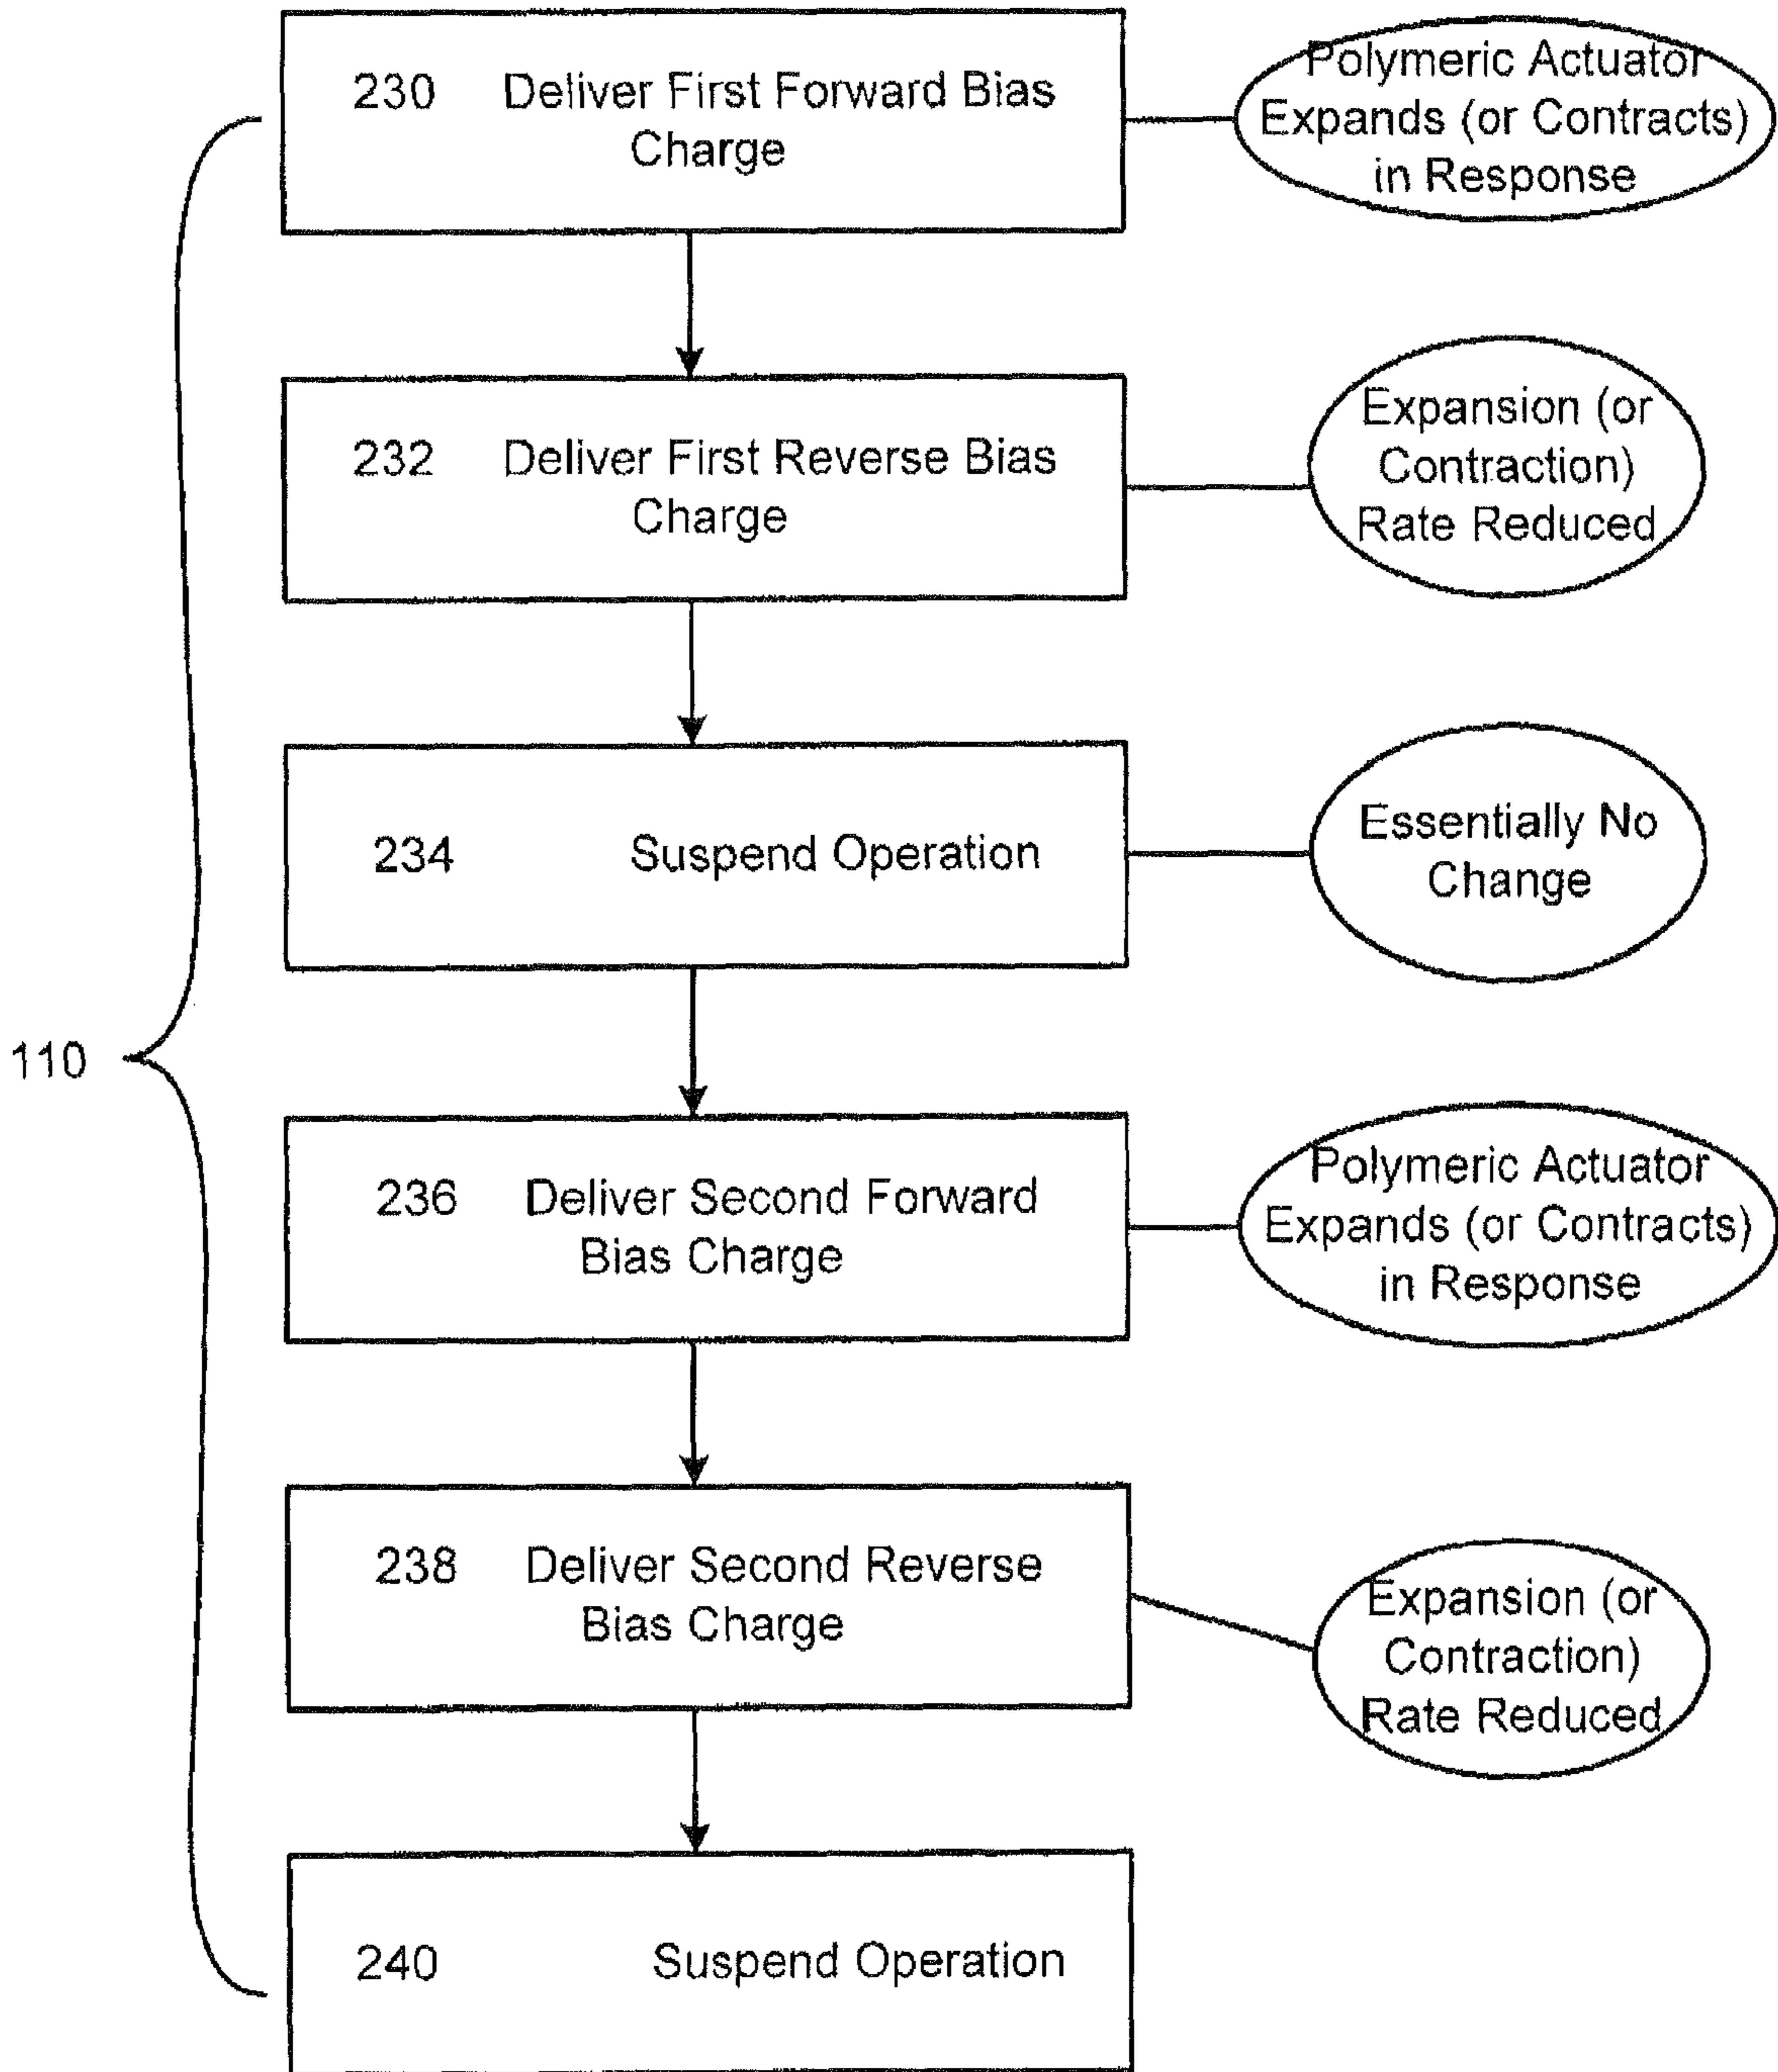 230 Deliver First Forward Bias
Charge
Polymeric Actuator
Expands (or Contracts)
in Response
232 Deliver First Reverse Bias
Charge
Expansion (or
Contraction)
Rate Reduced
234 Suspend Operation
Essentially No
Change
110
236 Deliver Second Forward
Bias Charge
Polymeric Actuator
Expands (or Contracts)
in Response
238 Deliver Second Reverse
Bias Charge
Expansion (or
Contraction)
Rate Reduced
240 Suspend Operation